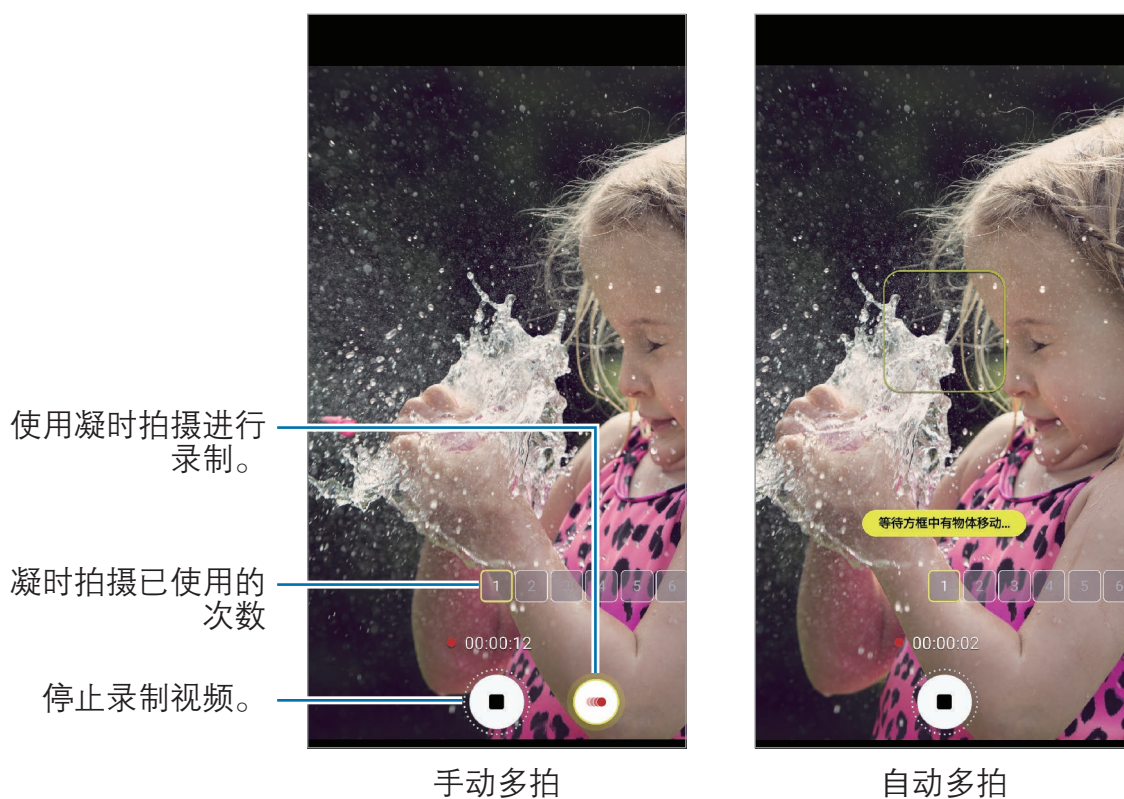 使用凝时拍摄进行
录制。
凝时拍摄已使用的
次数
停止录制视频。
1 2 3 4 5 6
00:00:12
手动多拍
等待方框中有物体移动...
1 2 3 4 5 6
00:00:02
自动多拍